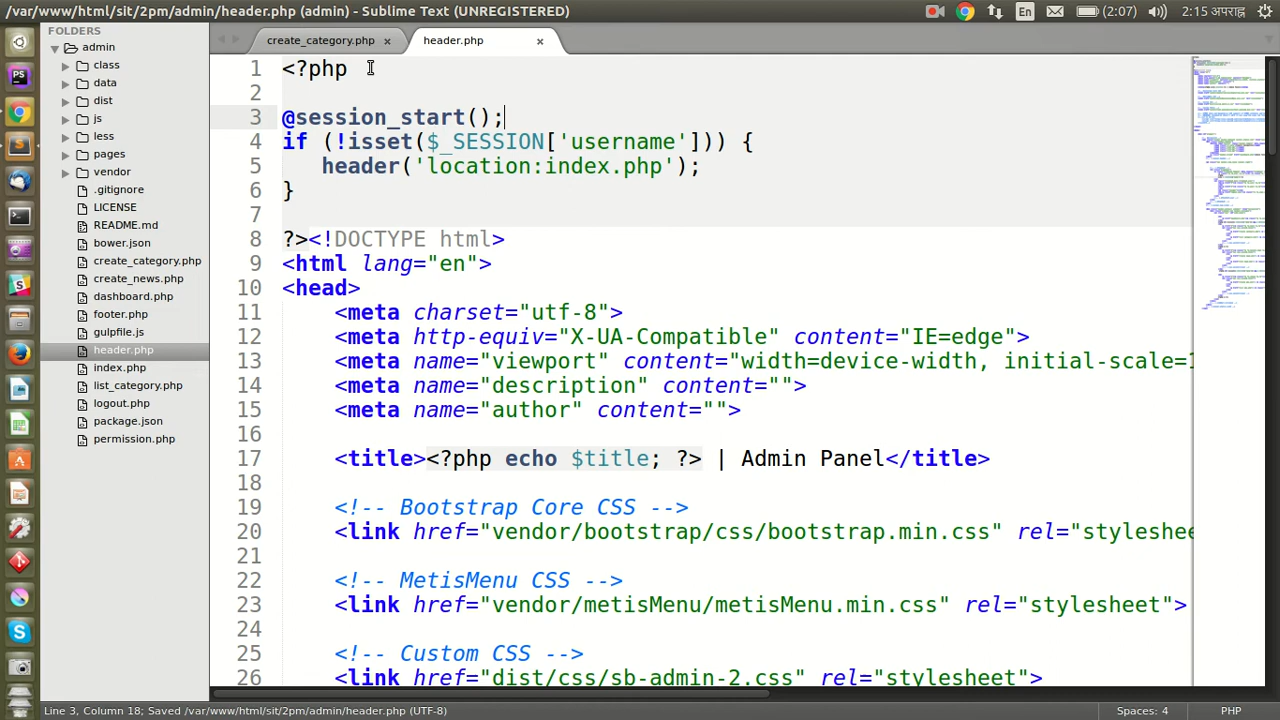 /var/www/html/sit/2pm/admin/header.php (admin) - Sublime Text (UNREGISTERED)
En
(2:07)
2:15 अपराह्न
FOLDERS
admin
class
data
dist
js
less
pages
vendor
.gitignore
LICENSE
README.md
bower.json
create_category.php
create_news.php
dashboard.php
footer.php
gulpfile.js
header.php
index.php
list_category.php
logout.php
package.json
permission.php
create_category.php ×
header.php ×
1 <?php
2
3 @session_start();
4 if (!isset($_SESSION['username'])) {
5    header('location:index.php');
6 }
7
8 ?><!DOCTYPE html>
9 <html lang="en">
10 <head>
11     <meta charset="utf-8">
12     <meta http-equiv="X-UA-Compatible" content="IE=edge">
13     <meta name="viewport" content="width=device-width, initial-scale=1
14     <meta name="description" content="">
15     <meta name="author" content="">
16
17     <title><?php echo $title; ?> | Admin Panel</title>
18
19     <!-- Bootstrap Core CSS -->
20     <link href="vendor/bootstrap/css/bootstrap.min.css" rel="styleshee
21
22     <!-- MetisMenu CSS -->
23     <link href="vendor/metisMenu/metisMenu.min.css" rel="stylesheet">
24
25     <!-- Custom CSS -->
26     <link href="dist/css/sb-admin-2.css" rel="stylesheet">
Line 3, Column 18; Saved /var/www/html/sit/2pm/admin/header.php (UTF-8)
Spaces: 4
PHP